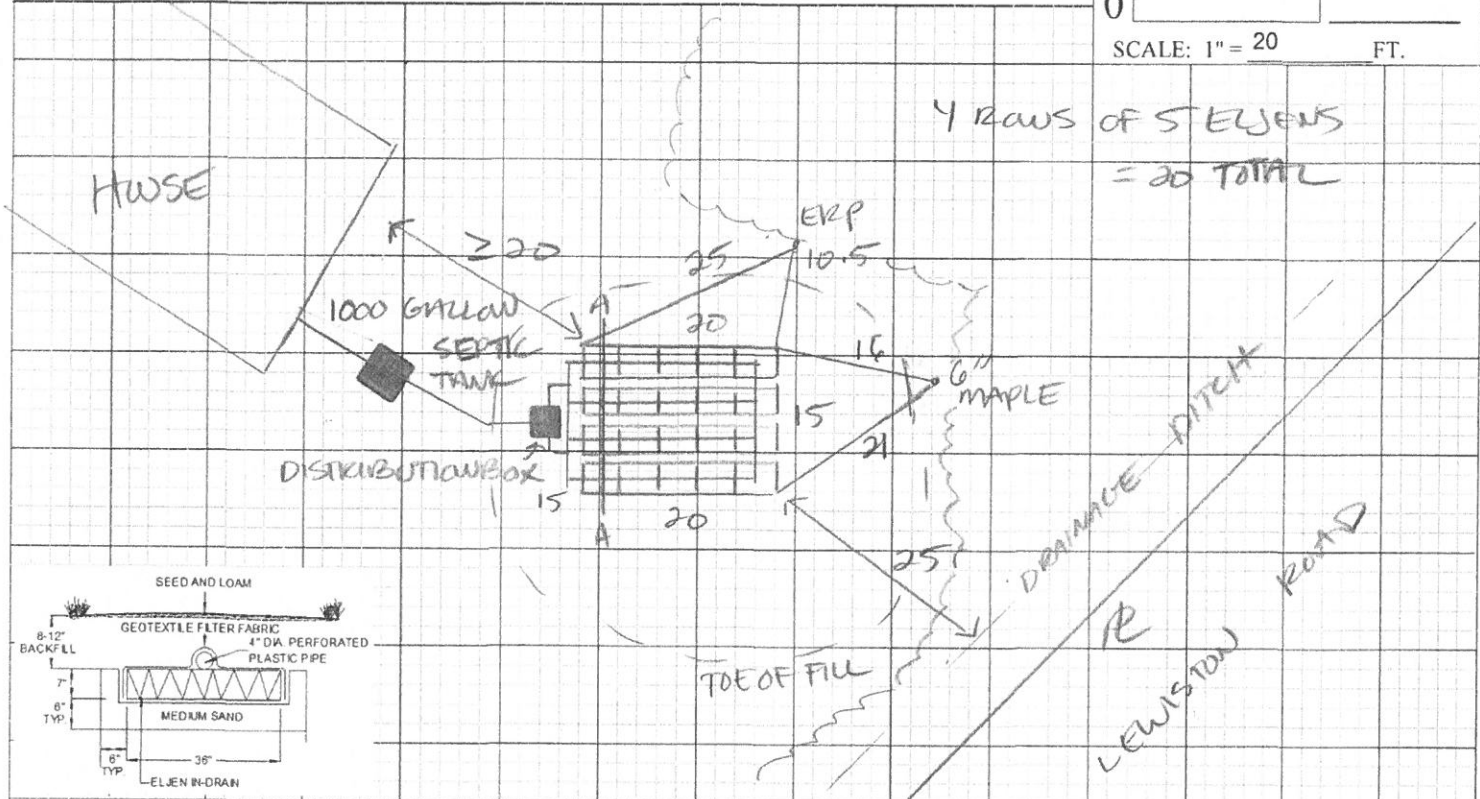 0
SCALE: 1" = 20 FT.
4 ROWS OF 5 ELJENS
= 20 TOTAL
HOUSE
ERP
≥20
25
10.5
1000 GALLON
SEPTIC
TANK
A
20
16
6"
MAPLE
15
21
DISTRIBUTION BOX
15
20
A
25
DRAINAGE DITCH
ROAD
LEWISTON
TOE OF FILL
SEED AND LOAM
GEOTEXTILE FILTER FABRIC
8-12"
BACKFILL
4" DIA. PERFORATED
PLASTIC PIPE
7"
6"
TYP.
MEDIUM SAND
6"
TYP.
36"
ELJEN IN-DRAIN